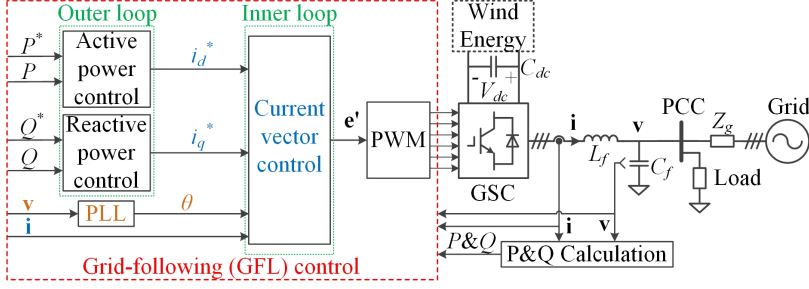 Outer loop
Inner loop
P*
P
Active
power
control
i_d*
Q*
Q
Reactive
power
control
i_q*
v
PLL
θ
i
Current
vector
control
e'
PWM
Grid-following (GFL) control
Wind
Energy
- +
C_dc
V_dc
GSC
i
L_f
v
C_f
PCC
Z_g
Grid
Load
i
v
P&Q
P&Q Calculation